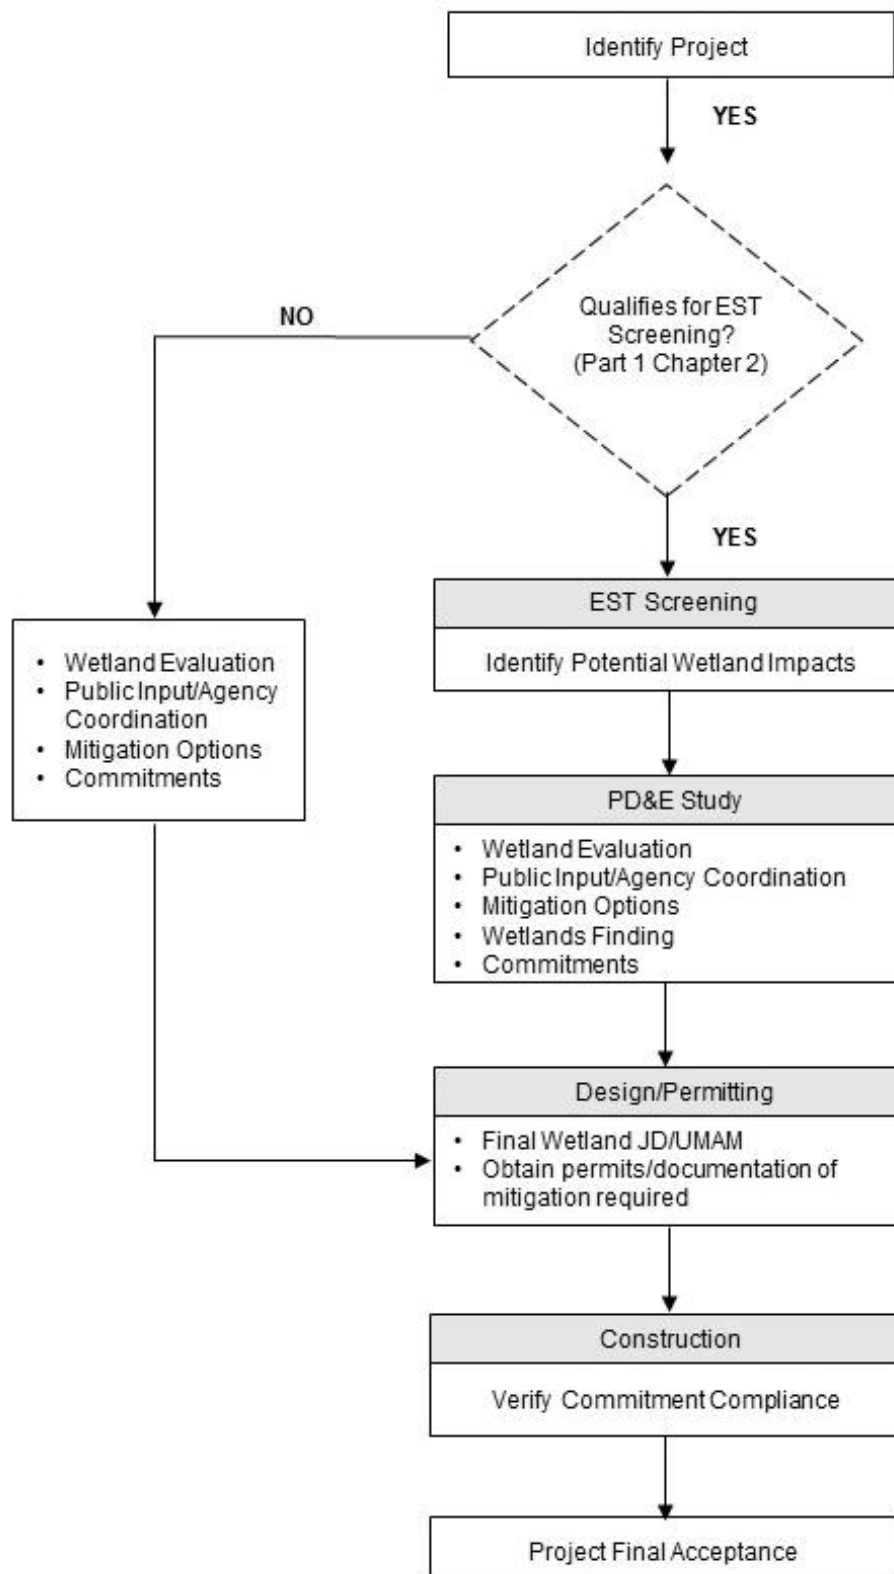 Identify Project
YES
Qualifies for EST
Screening?
(Part 1 Chapter 2)
NO
YES
EST Screening
Identify Potential Wetland Impacts
• Wetland Evaluation
• Public Input/Agency
Coordination
• Mitigation Options
• Commitments
PD&E Study
• Wetland Evaluation
• Public Input/Agency Coordination
• Mitigation Options
• Wetlands Finding
• Commitments
Design/Permitting
• Final Wetland JD/UMAM
• Obtain permits/documentation of
mitigation required
Construction
Verify Commitment Compliance
Project Final Acceptance